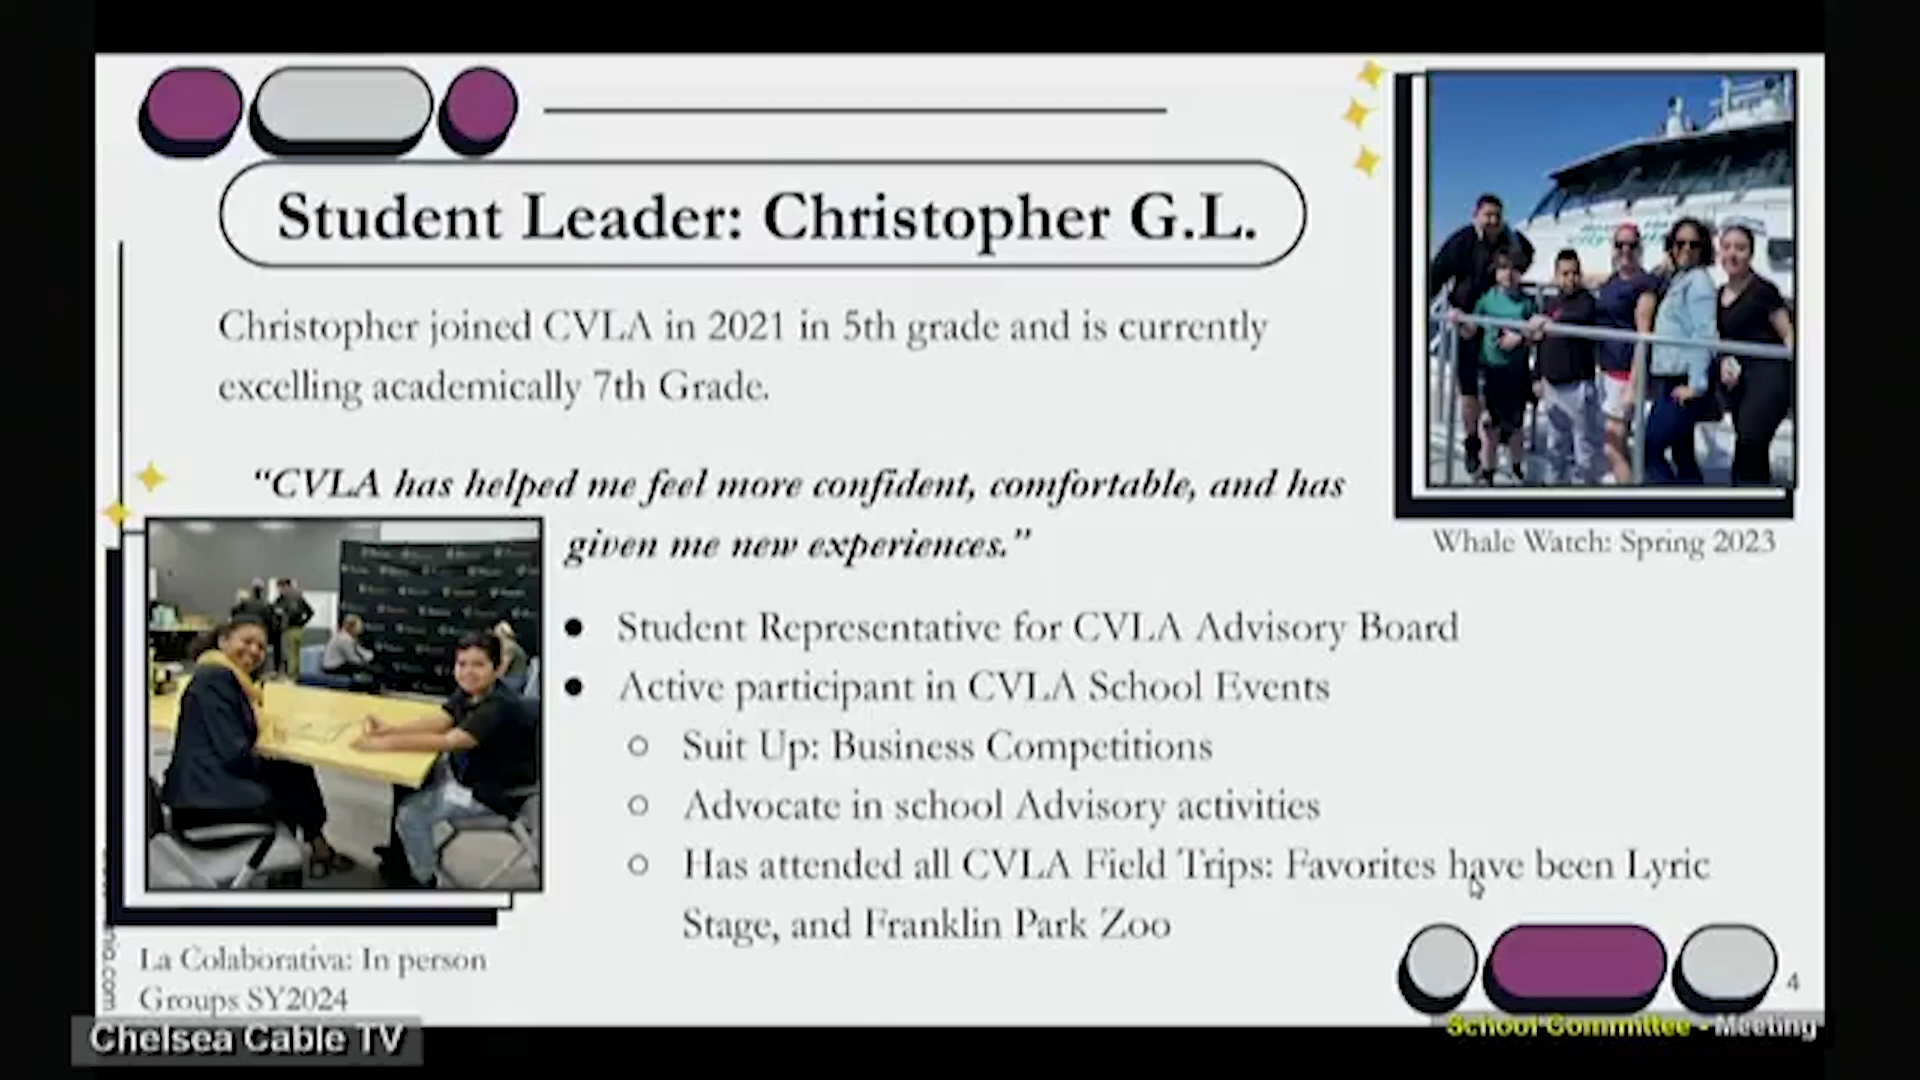 Student Leader: Christopher G.L.
Christopher joined CVLA in 2021 in 5th grade and is currently
excelling academically 7th Grade.
“CVLA has helped me feel more confident, comfortable, and has
given me new experiences.”
Whale Watch: Spring 2023
● Student Representative for CVLA Advisory Board
● Active participant in CVLA School Events
○ Suit Up: Business Competitions
○ Advocate in school Advisory activities
○ Has attended all CVLA Field Trips: Favorites have been Lyric
Stage, and Franklin Park Zoo
La Colaborativa: In person
Groups SY2024
4
Chelsea Cable TV
School Committee - Meeting